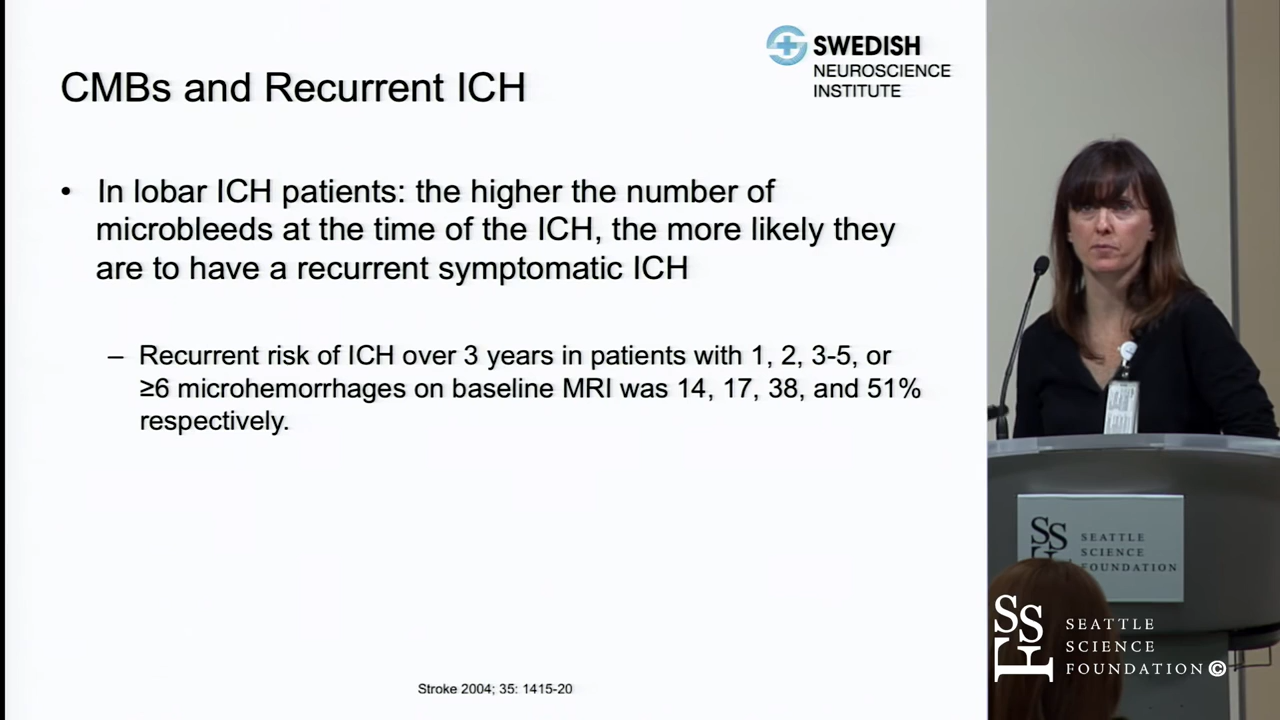 SWEDISH
NEUROSCIENCE
INSTITUTE
CMBs and Recurrent ICH
• In lobar ICH patients: the higher the number of
microbleeds at the time of the ICH, the more likely they
are to have a recurrent symptomatic ICH
– Recurrent risk of ICH over 3 years in patients with 1, 2, 3-5, or
≥6 microhemorrhages on baseline MRI was 14, 17, 38, and 51%
respectively.
Stroke 2004; 35: 1415-20
SS
SEATTLE
SCIENCE
FOUNDATION
SSF
SEATTLE
SCIENCE
FOUNDATION©